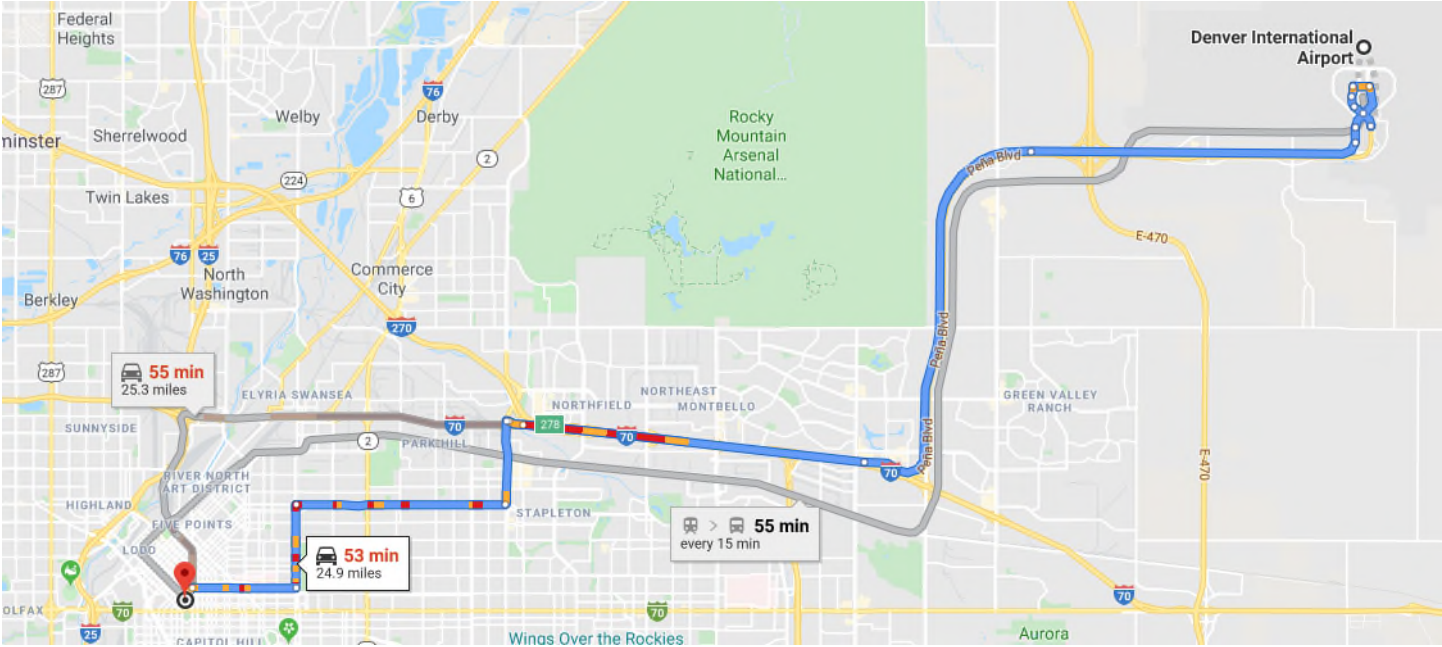 Federal
Heights
Denver International
Airport
287
76
Welby
Derby
Rocky
Mountain
Arsenal
National...
minster
Sherrelwood
2
Peña Blvd
224
6
Twin Lakes
E-470
76
25
North
Washington
Commerce
City
Berkley
270
Peña Blvd
287
55 min
25.3 miles
ELYRIA SWANSEA
NORTHFIELD
NORTHEAST
MONTBELLO
GREEN VALLEY
RANCH
SUNNYSIDE
70
278
70
2
PARK HILL
Peña Blvd
70
E-470
RIVER NORTH
ART DISTRICT
HIGHLAND
FIVE POINTS
STAPLETON
55 min
every 15 min
LODO
53 min
24.9 miles
70
OLFAX
70
70
25
CAPITOL HILL
Wings Over the Rockies
Aurora